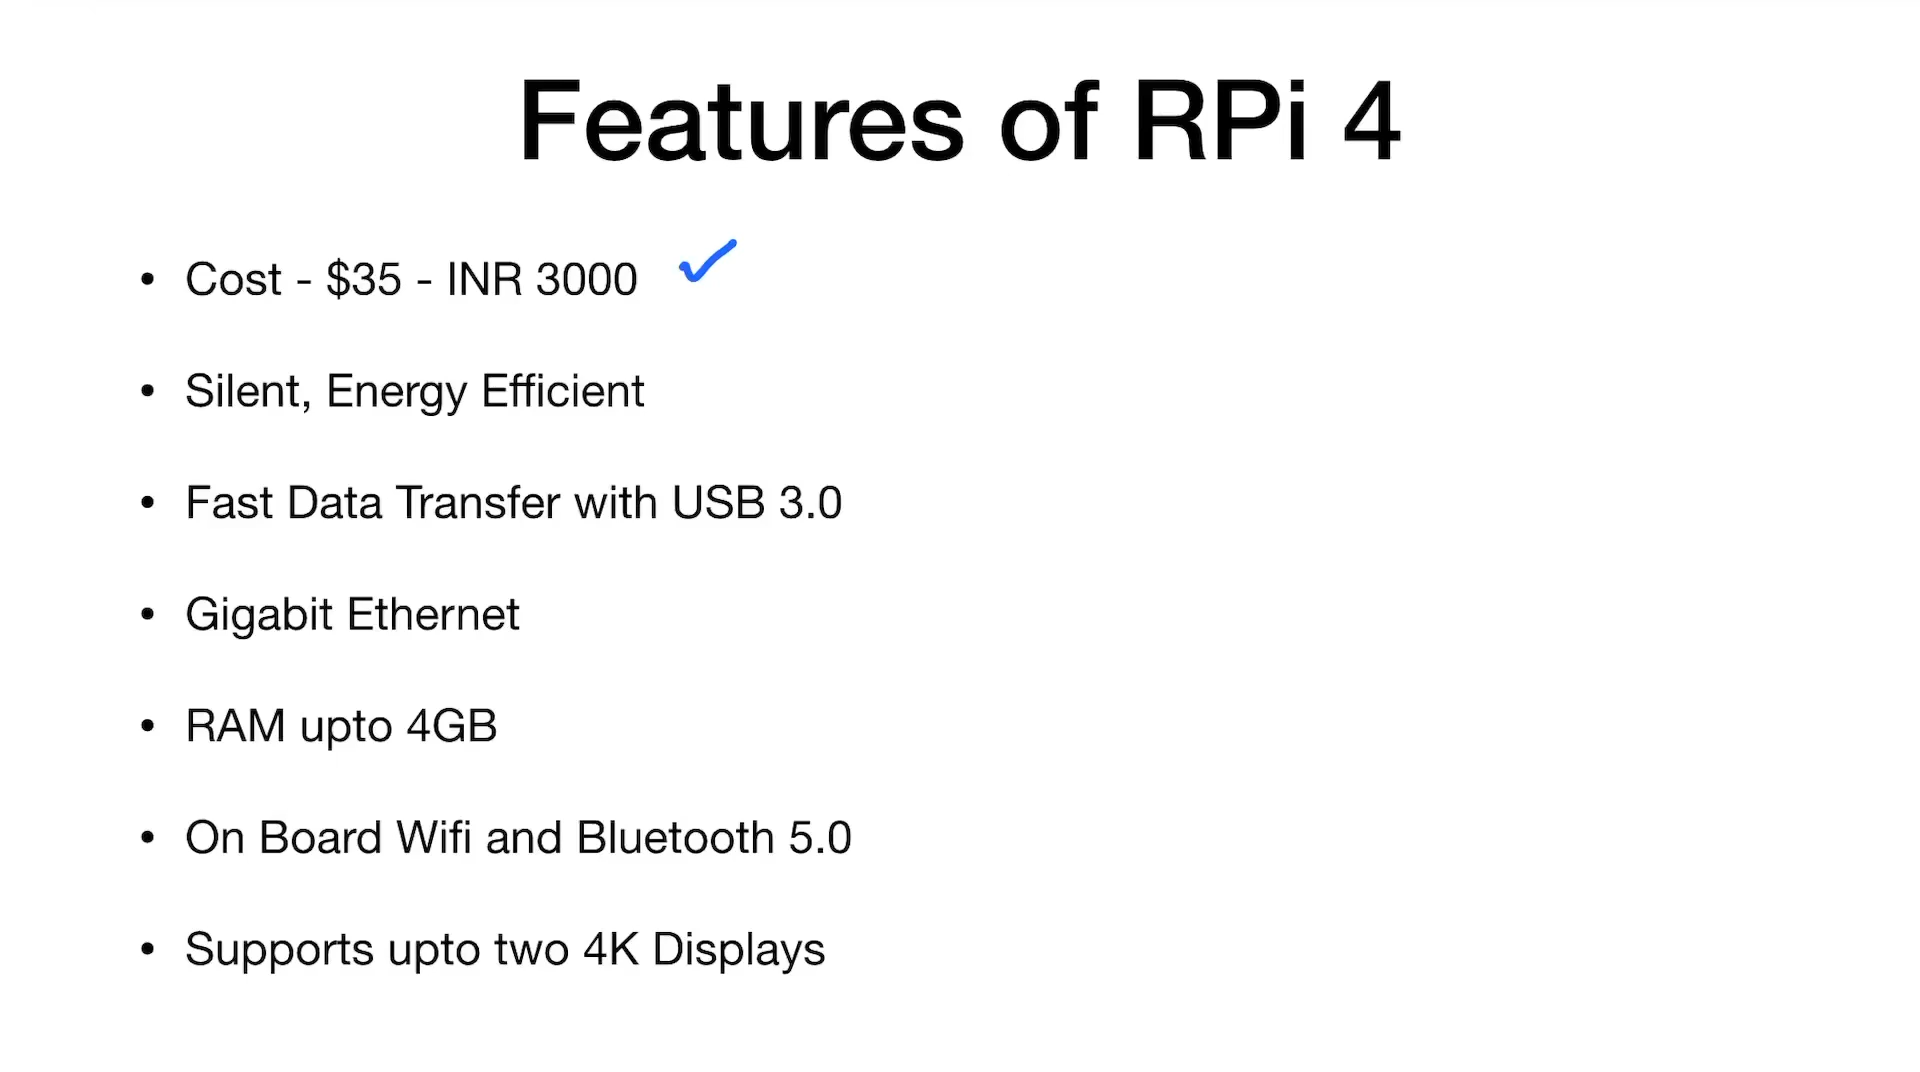 Features of RPi 4
• Cost - $35 - INR 3000
• Silent, Energy Efficient
• Fast Data Transfer with USB 3.0
• Gigabit Ethernet
• RAM upto 4GB
• On Board Wifi and Bluetooth 5.0
• Supports upto two 4K Displays